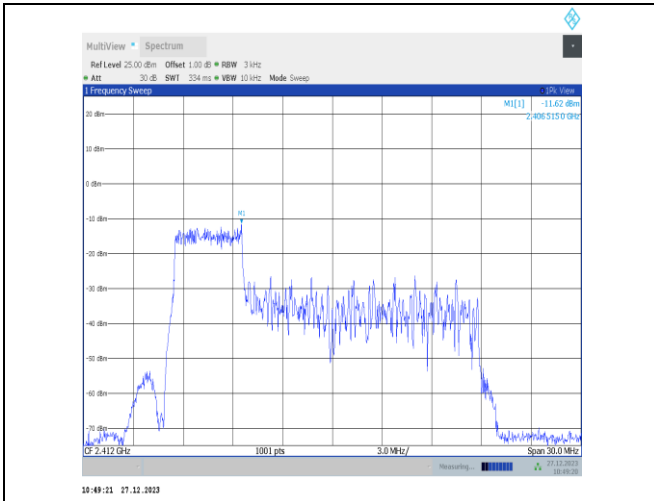 MultiView Spectrum
Ref Level 25.00 dBm Offset 1.00 dB RBW 3 kHz
Att 30 dB SWT 334 ms VBW 10 kHz Mode Sweep
1 Frequency Sweep 1Pk View
M1[1] -11.62 dBm
2.4065150 GHz
20 dBm
10 dBm
0 dBm
M1
-10 dBm
-20 dBm
-30 dBm
-40 dBm
-50 dBm
-60 dBm
-70 dBm
CF 2.412 GHz 1001 pts 3.0 MHz/ Span 30.0 MHz
Measuring... 27.12.2023
10:49:20
10:49:21 27.12.2023